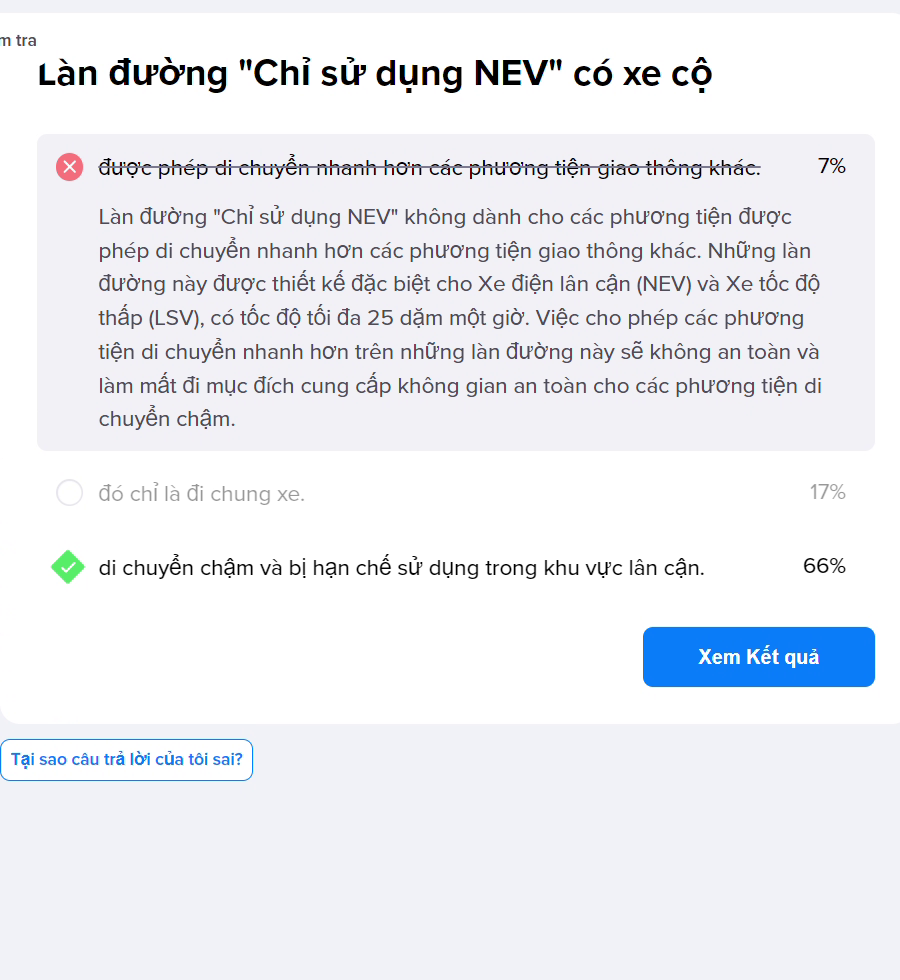 m tra
Làn đường "Chỉ sử dụng NEV" có xe cộ
được phép di chuyển nhanh hơn các phương tiện giao thông khác. 7%
Làn đường "Chỉ sử dụng NEV" không dành cho các phương tiện được
phép di chuyển nhanh hơn các phương tiện giao thông khác. Những làn
đường này được thiết kế đặc biệt cho Xe điện lân cận (NEV) và Xe tốc độ
thấp (LSV), có tốc độ tối đa 25 dặm một giờ. Việc cho phép các phương
tiện di chuyển nhanh hơn trên những làn đường này sẽ không an toàn và
làm mất đi mục đích cung cấp không gian an toàn cho các phương tiện di
chuyển chậm.
đó chỉ là đi chung xe. 17%
di chuyển chậm và bị hạn chế sử dụng trong khu vực lân cận. 66%
Xem Kết quả
Tại sao câu trả lời của tôi sai?